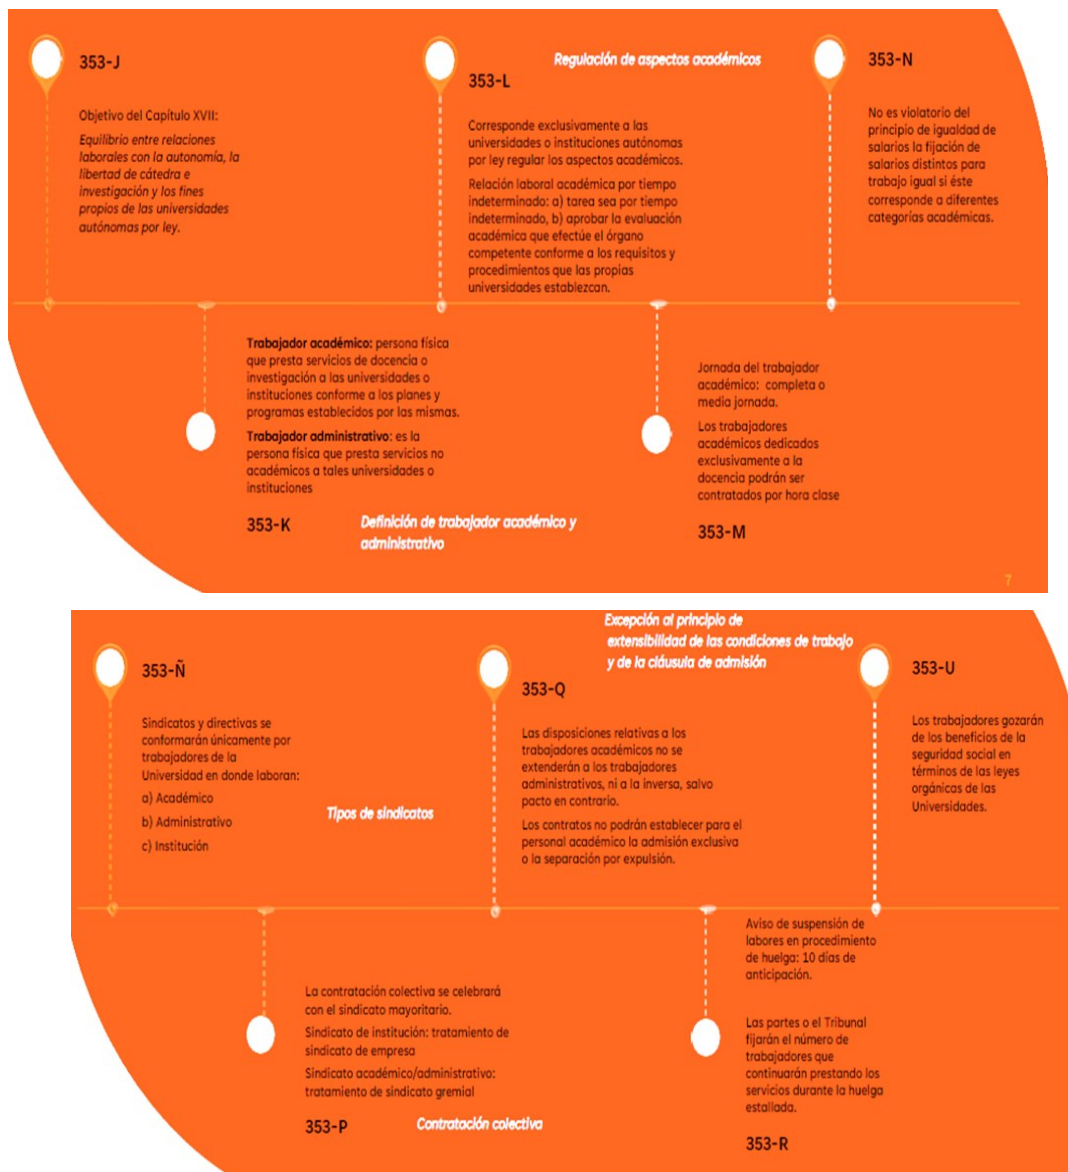 353-J
Objetivo del Capítulo XVII:
Equilibrio entre relaciones
laborales con la autonomía, la
libertad de cátedra e
investigación y los fines
propios de las universidades
autónomas por ley.
Regulación de aspectos académicos
353-L
Corresponde exclusivamente a las
universidades o instituciones autónomas
por ley regular los aspectos académicos.
Relación laboral académica por tiempo
indeterminado: a) tarea sea por tiempo
indeterminado, b) aprobar la evaluación
académica que efectúe el órgano
competente conforme a los requisitos y
procedimientos que las propias
universidades establezcan.
353-N
No es violatorio del
principio de igualdad de
salarios la fijación de
salarios distintos para
trabajo igual si éste
corresponde a diferentes
categorías académicas.
Trabajador académico: persona física
que presta servicios de docencia o
investigación a las universidades o
instituciones conforme a los planes y
programas establecidos por las mismas.
Trabajador administrativo: es la
persona física que presta servicios no
académicos a tales universidades o
instituciones
353-K
Definición de trabajador académico y
administrativo
Jornada del trabajador
académico: completa o
media jornada.
Los trabajadores
académicos dedicados
exclusivamente a la
docencia podrán ser
contratados por hora clase
353-M
7
353-Ñ
Sindicatos y directivas se
conformarán únicamente por
trabajadores de la
Universidad en donde laboran:
a) Académico
b) Administrativo
c) Institución
Tipos de sindicatos
Excepción al principio de
extensibilidad de las condiciones de trabajo
y de la cláusula de admisión
353-Q
Las disposiciones relativas a los
trabajadores académicos no se
extenderán a los trabajadores
administrativos, ni a la inversa, salvo
pacto en contrario.
Los contratos no podrán establecer para el
personal académico la admisión exclusiva
o la separación por expulsión.
353-U
Los trabajadores gozarán
de los beneficios de la
seguridad social en
términos de las leyes
orgánicas de las
Universidades.
La contratación colectiva se celebrará
con el sindicato mayoritario.
Sindicato de institución: tratamiento de
sindicato de empresa
Sindicato académico/administrativo:
tratamiento de sindicato gremial
353-P
Contratación colectiva
Aviso de suspensión de
labores en procedimiento
de huelga: 10 días de
anticipación.
Las partes o el Tribunal
fijarán el número de
trabajadores que
continuarán prestando los
servicios durante la huelga
estallada.
353-R